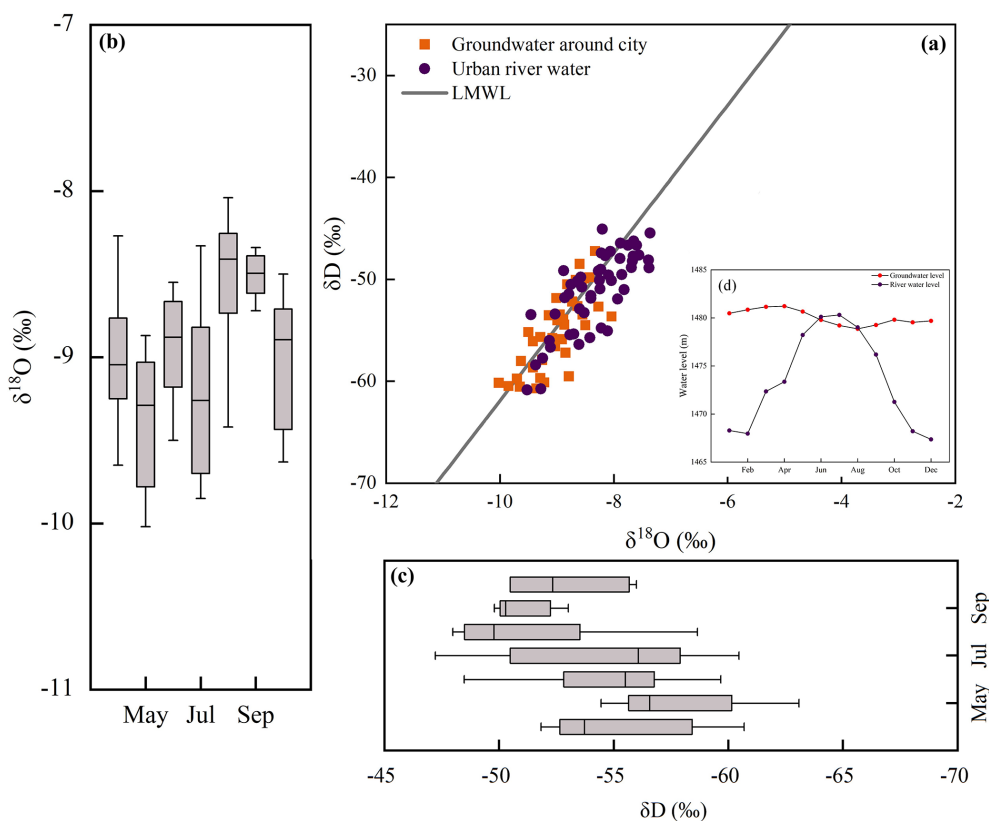 (b)
-7
-8
-9
-10
-11
δ¹⁸O (‰)
May Jul Sep
(a)
Groundwater around city
Urban river water
LMWL
-30
-40
-50
-60
-70
δD (‰)
-12 -10 -8 -6 -4 -2
δ¹⁸O (‰)
(d)
Groundwater level
River water level
1485
1480
1475
1470
1465
Water level (m)
Feb Apr Jun Aug Oct Dec
(c)
Sep
Jul
May
-45 -50 -55 -60 -65 -70
δD (‰)